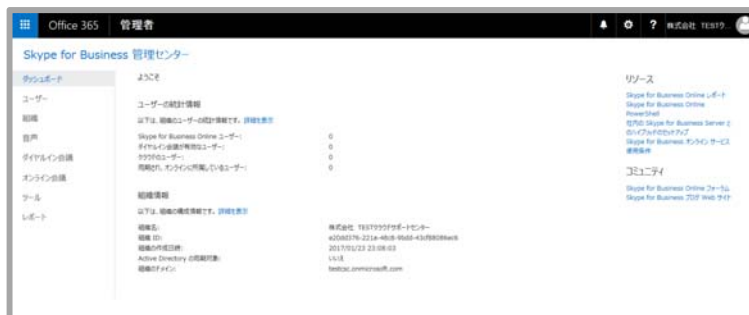 Office 365
管理者
?
株式会社 TESTク...
Skype for Business 管理センター
ダッシュボード
ユーザー
組織
音声
ダイヤルイン会議
オンライン会議
ツール
レポート
ようこそ
ユーザーの統計情報
以下は、組織のユーザーの統計情報です。詳細を表示
Skype for Business Online ユーザー: 0
ダイヤルイン会議が有効なユーザー: 0
クラウドのユーザー: 0
同期され、オンラインに所属しているユーザー: 0
組織情報
以下は、組織の構成情報です。詳細を表示
組織名: 株式会社 TESTクラウドサポートセンター
組織 ID:
組織の作成日時: 2017/01/23 23:08:03
Active Directory の同期対象: いいえ
組織のドメイン: testcsc.onmicrosoft.com
リソース
Skype for Business Online レポート
Skype for Business Online
PowerShell
社内の Skype for Business Server と
のハイブリッドのセットアップ
Skype for Business オンライン サービス
使用条件
コミュニティ
Skype for Business Online フォーラム
Skype for Business ブログ Web サイト